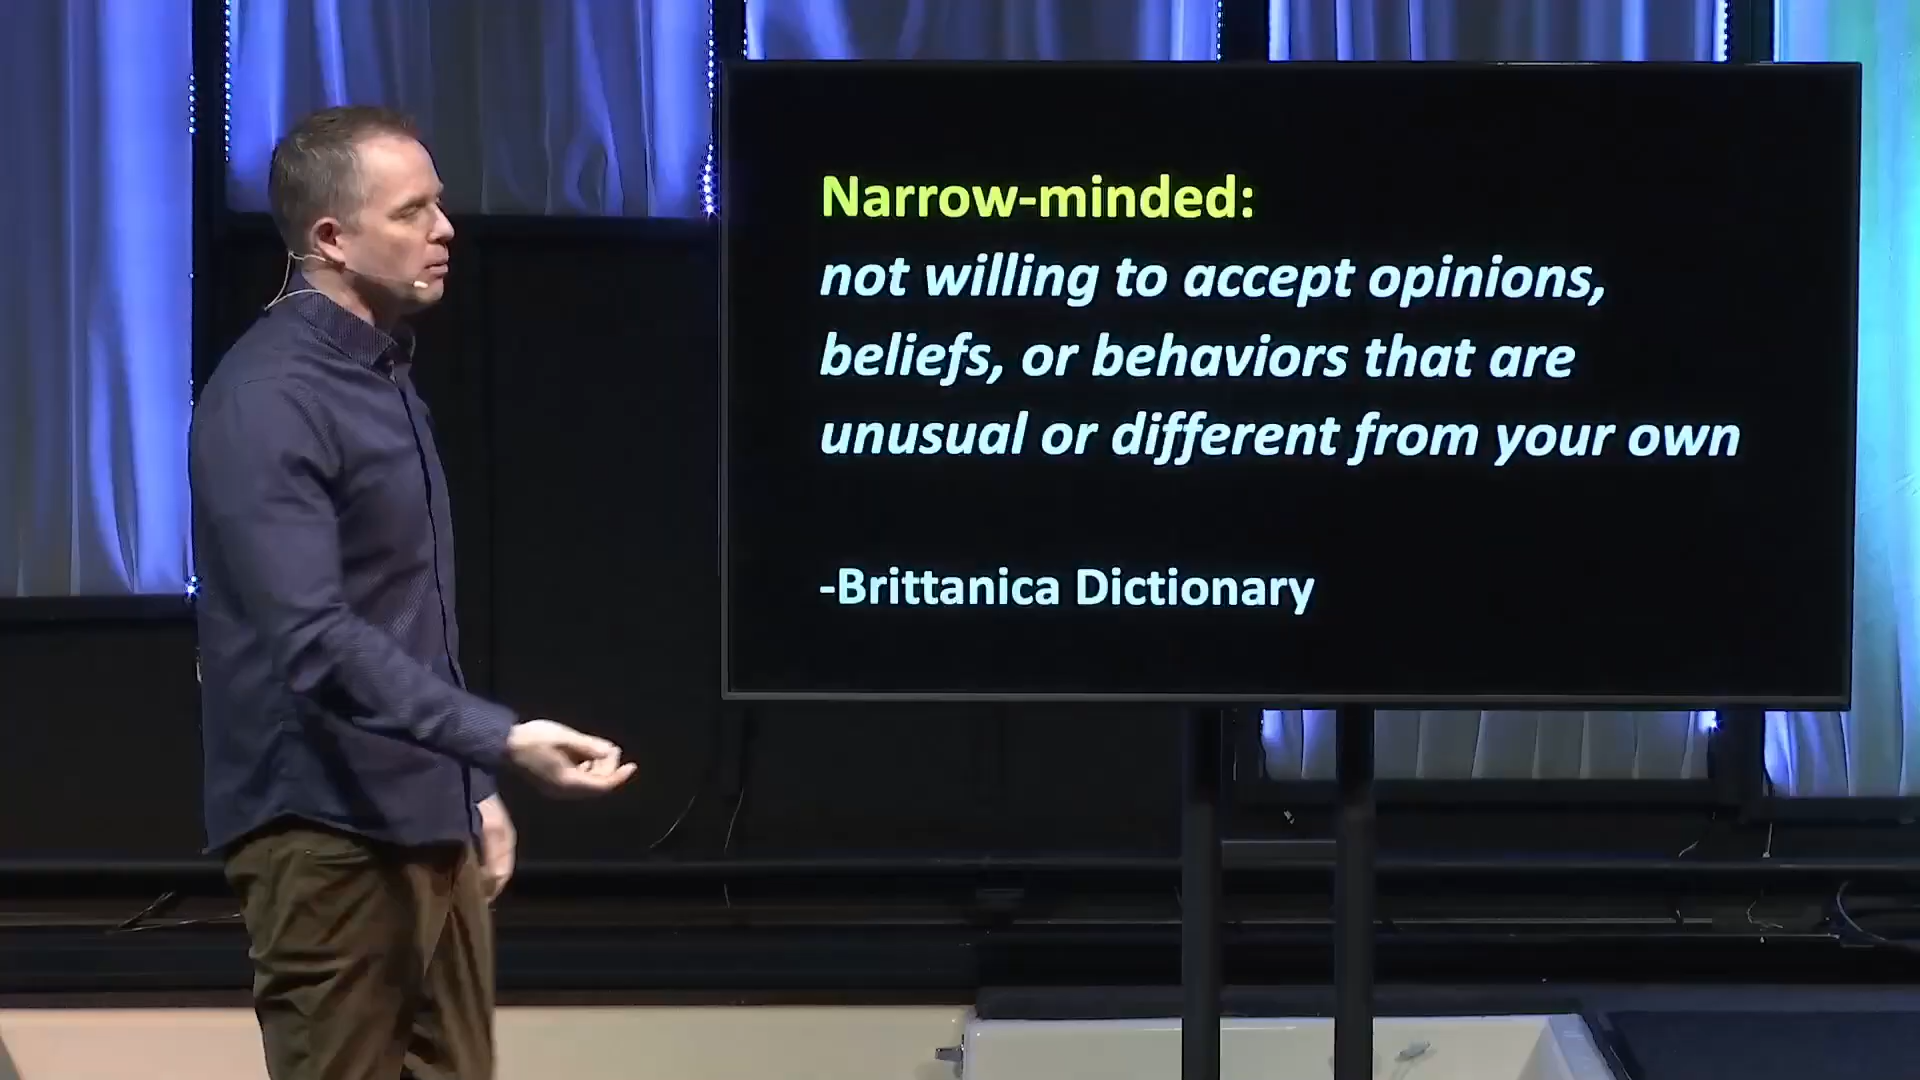 Narrow-minded:
not willing to accept opinions,
beliefs, or behaviors that are
unusual or different from your own
-Brittanica Dictionary